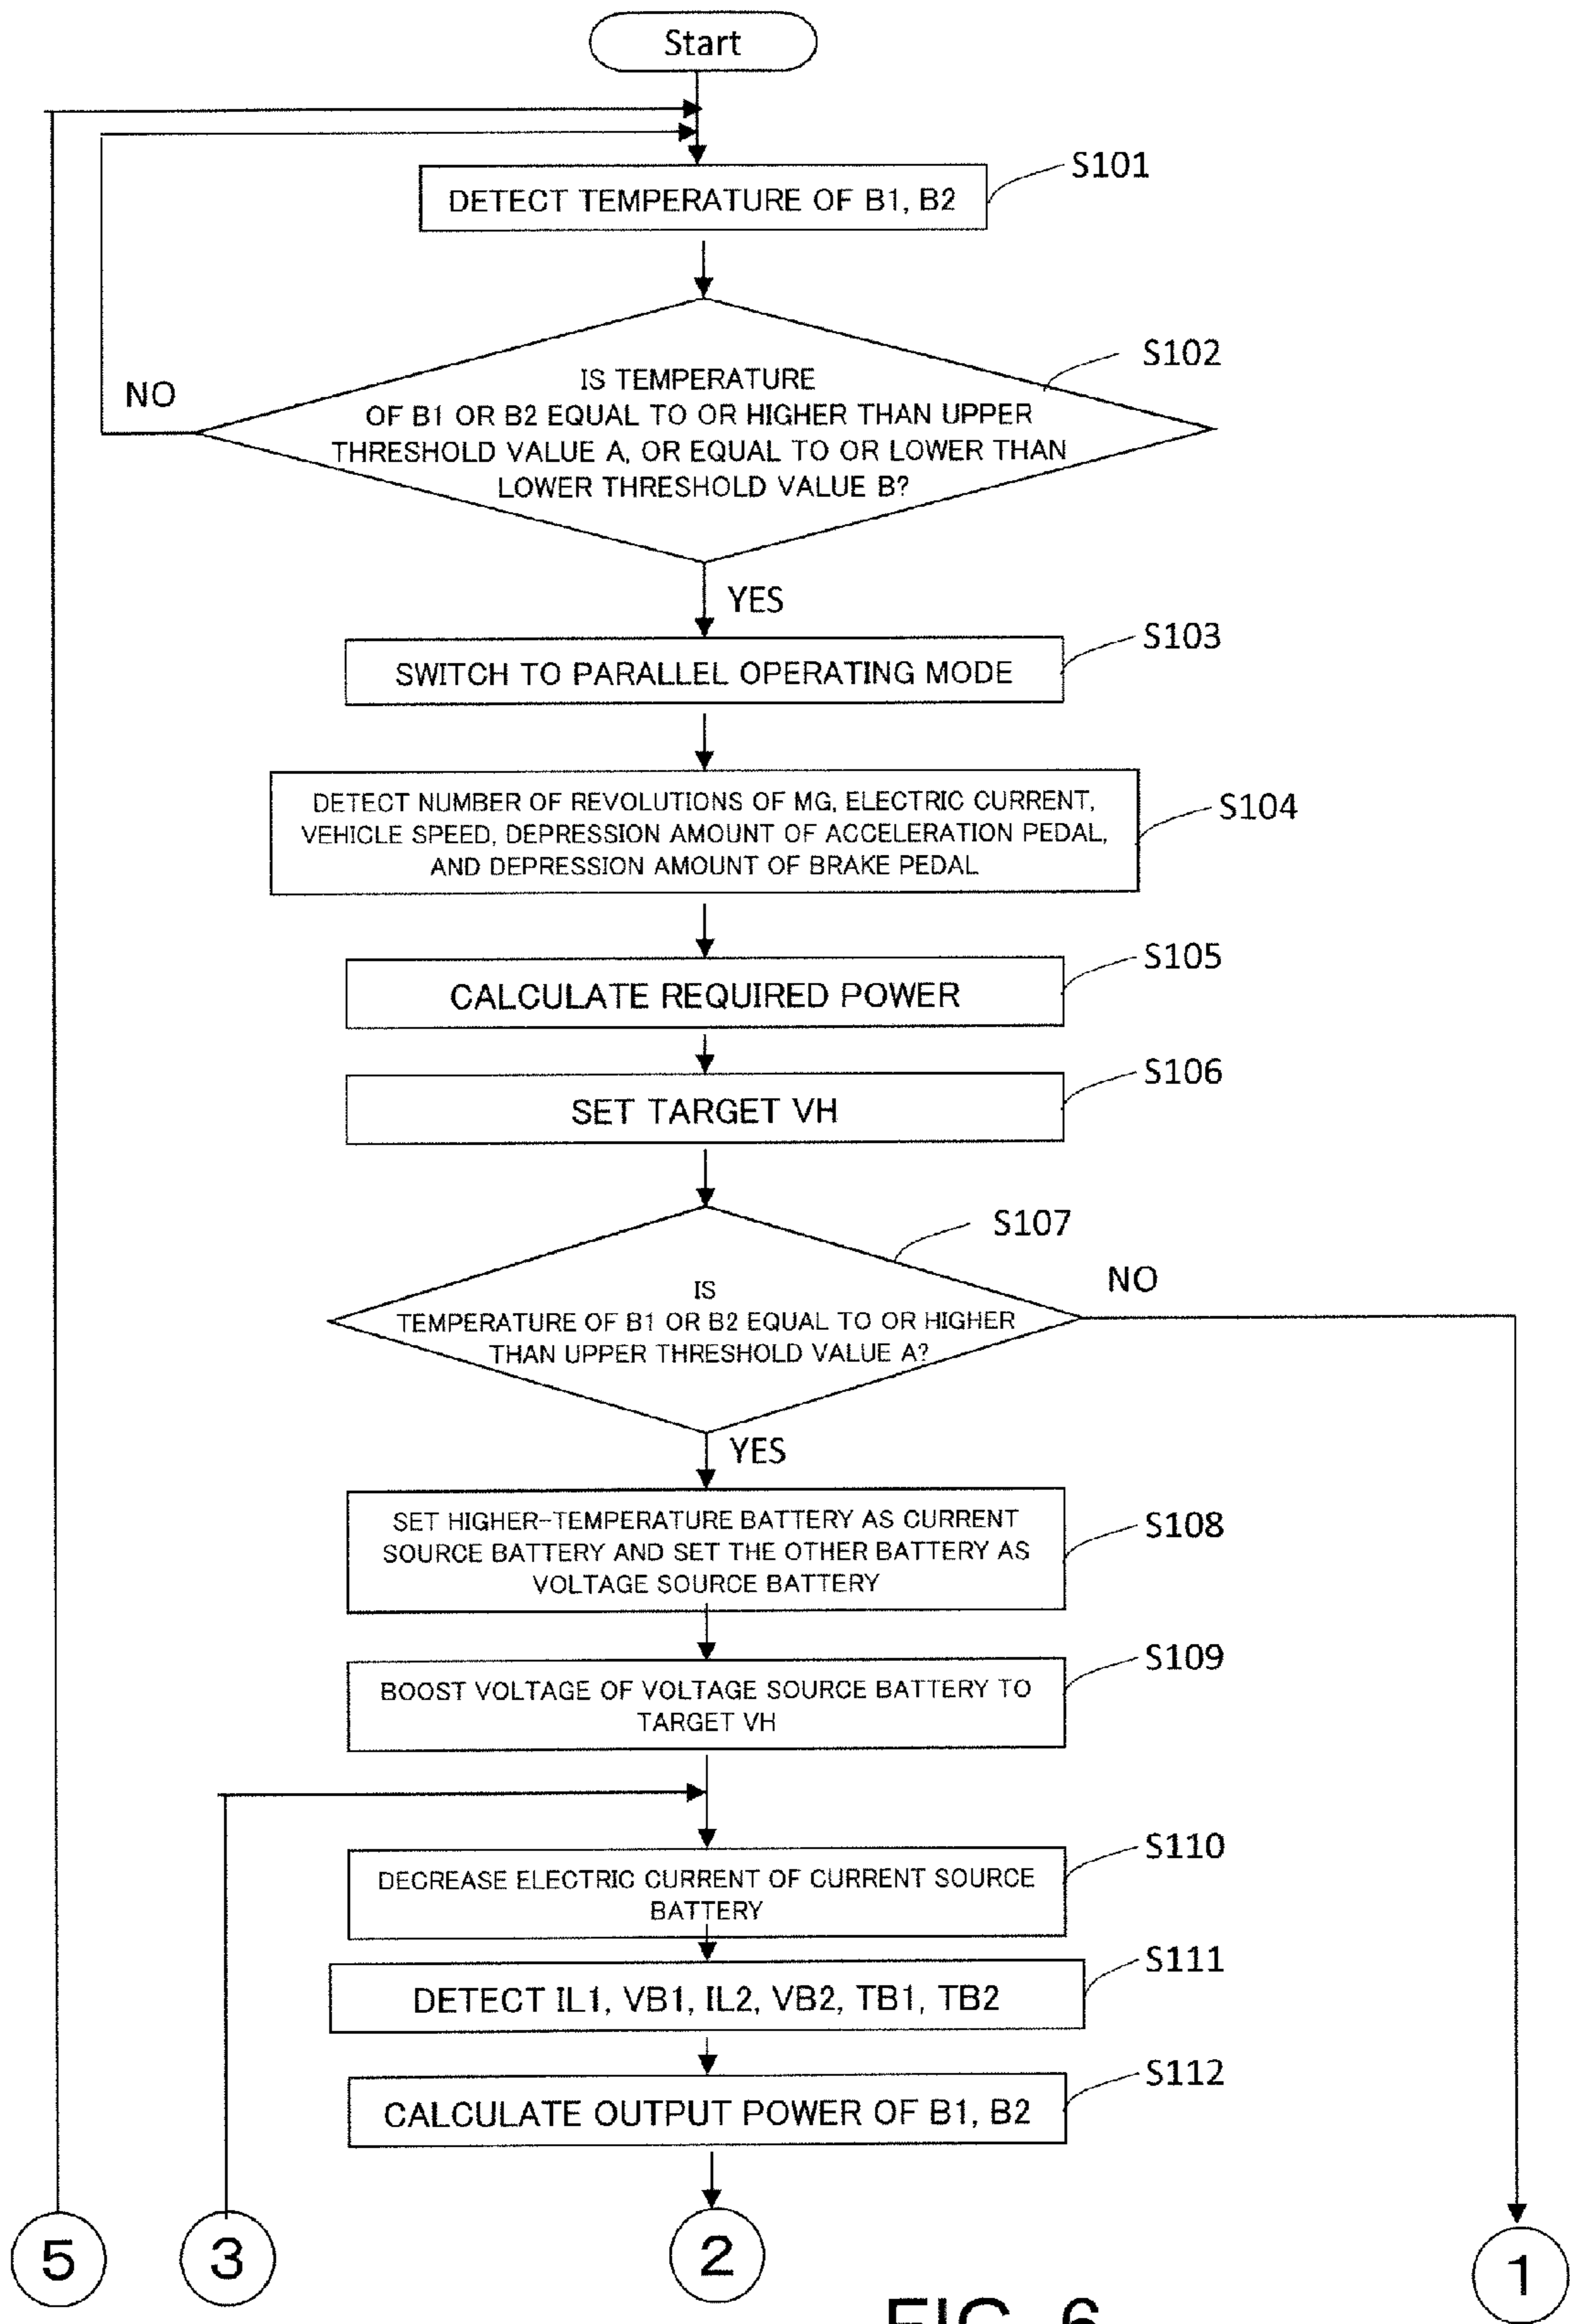 Start
S101
DETECT TEMPERATURE OF B1, B2
S102
NO
IS TEMPERATURE
OF B1 OR B2 EQUAL TO OR HIGHER THAN UPPER
THRESHOLD VALUE A, OR EQUAL TO OR LOWER THAN
LOWER THRESHOLD VALUE B?
YES
S103
SWITCH TO PARALLEL OPERATING MODE
S104
DETECT NUMBER OF REVOLUTIONS OF MG, ELECTRIC CURRENT,
VEHICLE SPEED, DEPRESSION AMOUNT OF ACCELERATION PEDAL,
AND DEPRESSION AMOUNT OF BRAKE PEDAL
S105
CALCULATE REQUIRED POWER
S106
SET TARGET VH
S107
NO
IS
TEMPERATURE OF B1 OR B2 EQUAL TO OR HIGHER
THAN UPPER THRESHOLD VALUE A?
YES
S108
SET HIGHER-TEMPERATURE BATTERY AS CURRENT
SOURCE BATTERY AND SET THE OTHER BATTERY AS
VOLTAGE SOURCE BATTERY
S109
BOOST VOLTAGE OF VOLTAGE SOURCE BATTERY TO
TARGET VH
S110
DECREASE ELECTRIC CURRENT OF CURRENT SOURCE
BATTERY
S111
DETECT IL1, VB1, IL2, VB2, TB1, TB2
S112
CALCULATE OUTPUT POWER OF B1, B2
5
3
2
1
FIG. 6